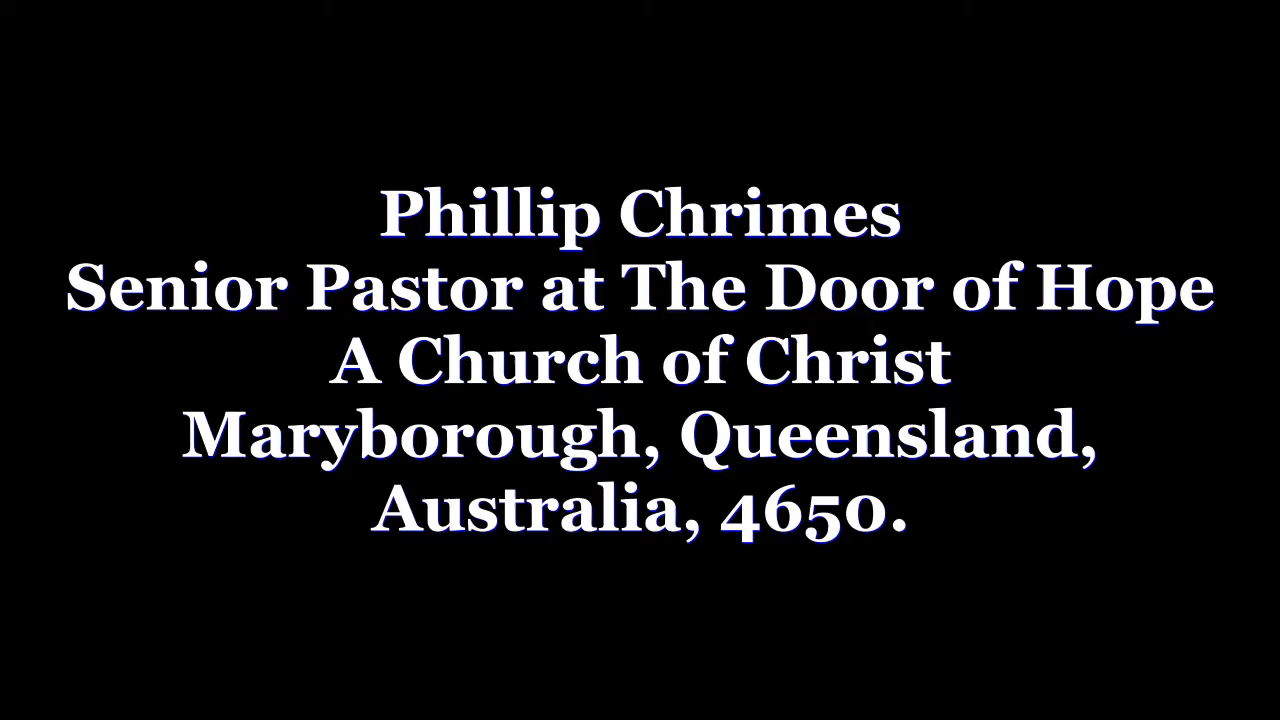 Phillip Chrimes
Senior Pastor at The Door of Hope
A Church of Christ
Maryborough, Queensland,
Australia, 4650.